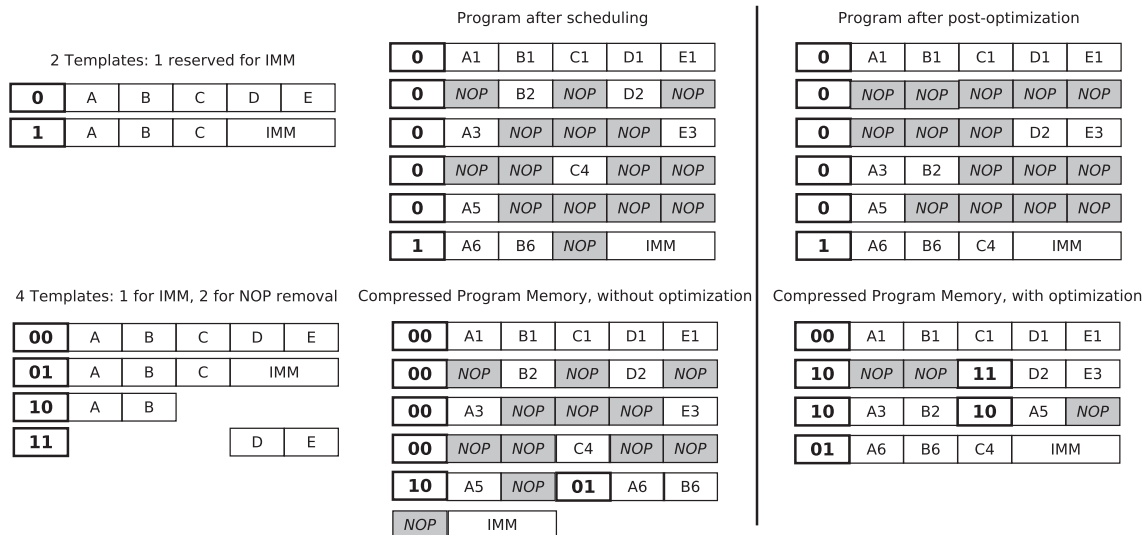 2 Templates: 1 reserved for IMM
0 A B C D E
1 A B C IMM
Program after scheduling
0 A1 B1 C1 D1 E1
0 NOP B2 NOP D2 NOP
0 A3 NOP NOP NOP E3
0 NOP NOP C4 NOP NOP
0 A5 NOP NOP NOP NOP
1 A6 B6 NOP IMM
Program after post-optimization
0 A1 B1 C1 D1 E1
0 NOP NOP NOP NOP NOP
0 NOP NOP NOP D2 E3
0 A3 B2 NOP NOP NOP
0 A5 NOP NOP NOP NOP
1 A6 B6 C4 IMM
4 Templates: 1 for IMM, 2 for NOP removal
00 A B C D E
01 A B C IMM
10 A B
11 D E
Compressed Program Memory, without optimization
00 A1 B1 C1 D1 E1
00 NOP B2 NOP D2 NOP
00 A3 NOP NOP NOP E3
00 NOP NOP C4 NOP NOP
10 A5 NOP 01 A6 B6
NOP IMM
Compressed Program Memory, with optimization
00 A1 B1 C1 D1 E1
10 NOP NOP 11 D2 E3
10 A3 B2 10 A5 NOP
01 A6 B6 C4 IMM